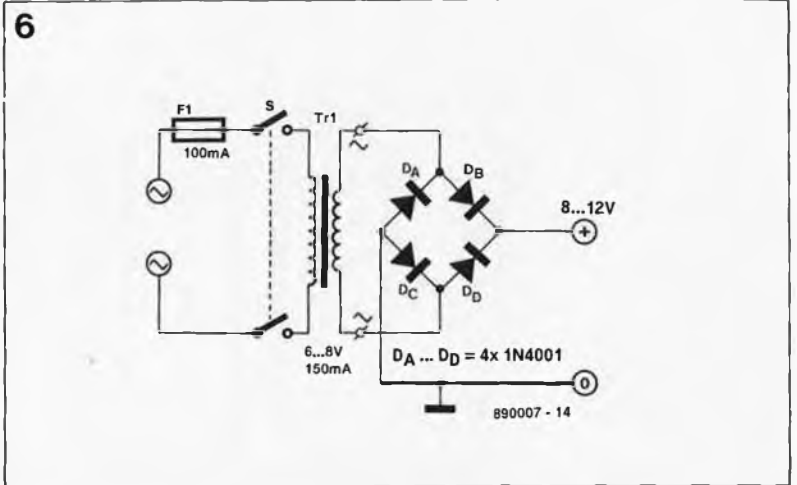 6
F1
100mA
S
Tr1
DA
DB
DC
DD
8...12V
+
6...8V
150mA
DA ... DD = 4x 1N4001
0
890007 - 14